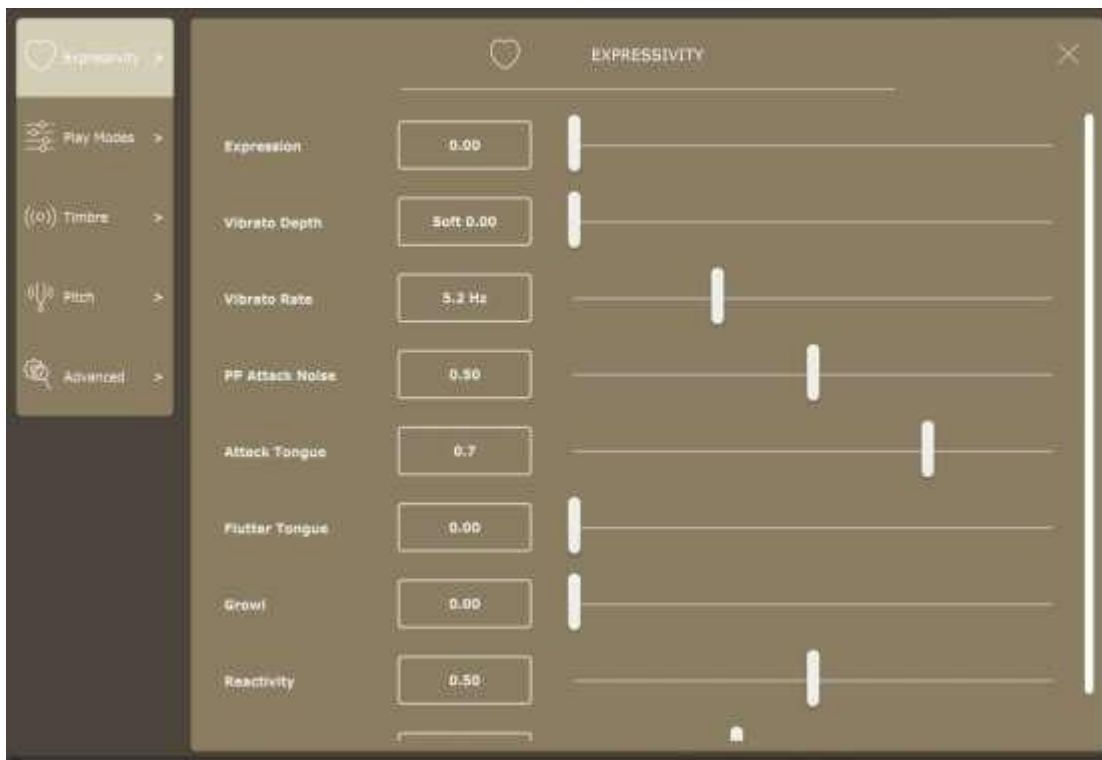 Expressivity >
Play Modes >
Timbre >
Pitch >
Advanced >
EXPRESSIVITY
Expression 0.00
Vibrato Depth Soft 0.00
Vibrato Rate 5.2 Hz
PP Attack Noise 0.50
Attack Tongue 0.7
Flutter Tongue 0.00
Growl 0.00
Reactivity 0.50